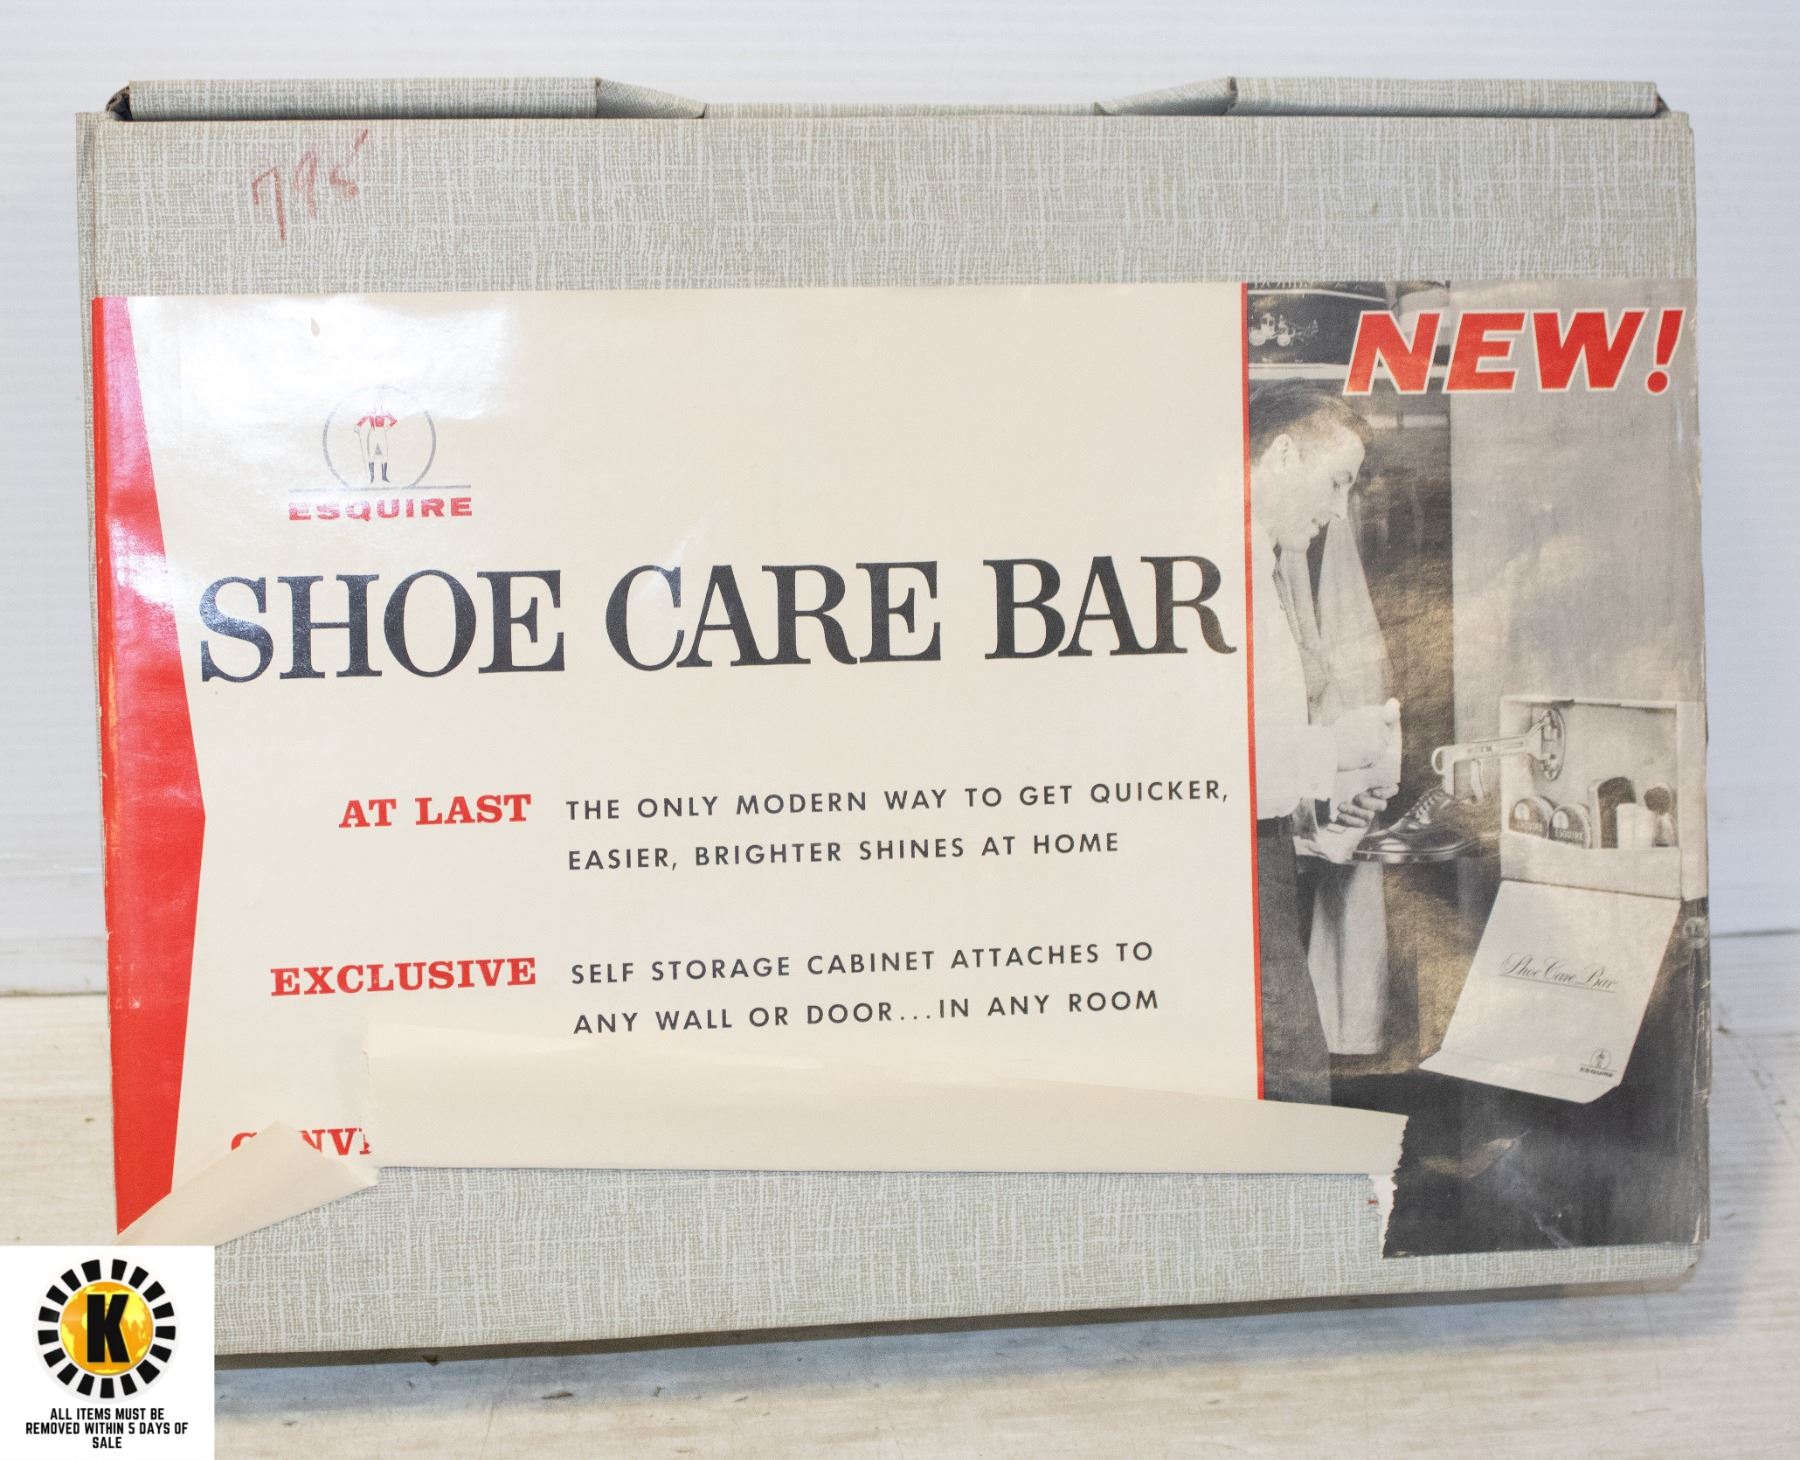 795
NEW!
ESQUIRE
SHOE CARE BAR
AT LAST THE ONLY MODERN WAY TO GET QUICKER,
EASIER, BRIGHTER SHINES AT HOME
EXCLUSIVE SELF STORAGE CABINET ATTACHES TO
ANY WALL OR DOOR...IN ANY ROOM
ESQUIRE
Shoe Care Bar
ESQUIRE
K
ALL ITEMS MUST BE
REMOVED WITHIN 5 DAYS OF
SALE